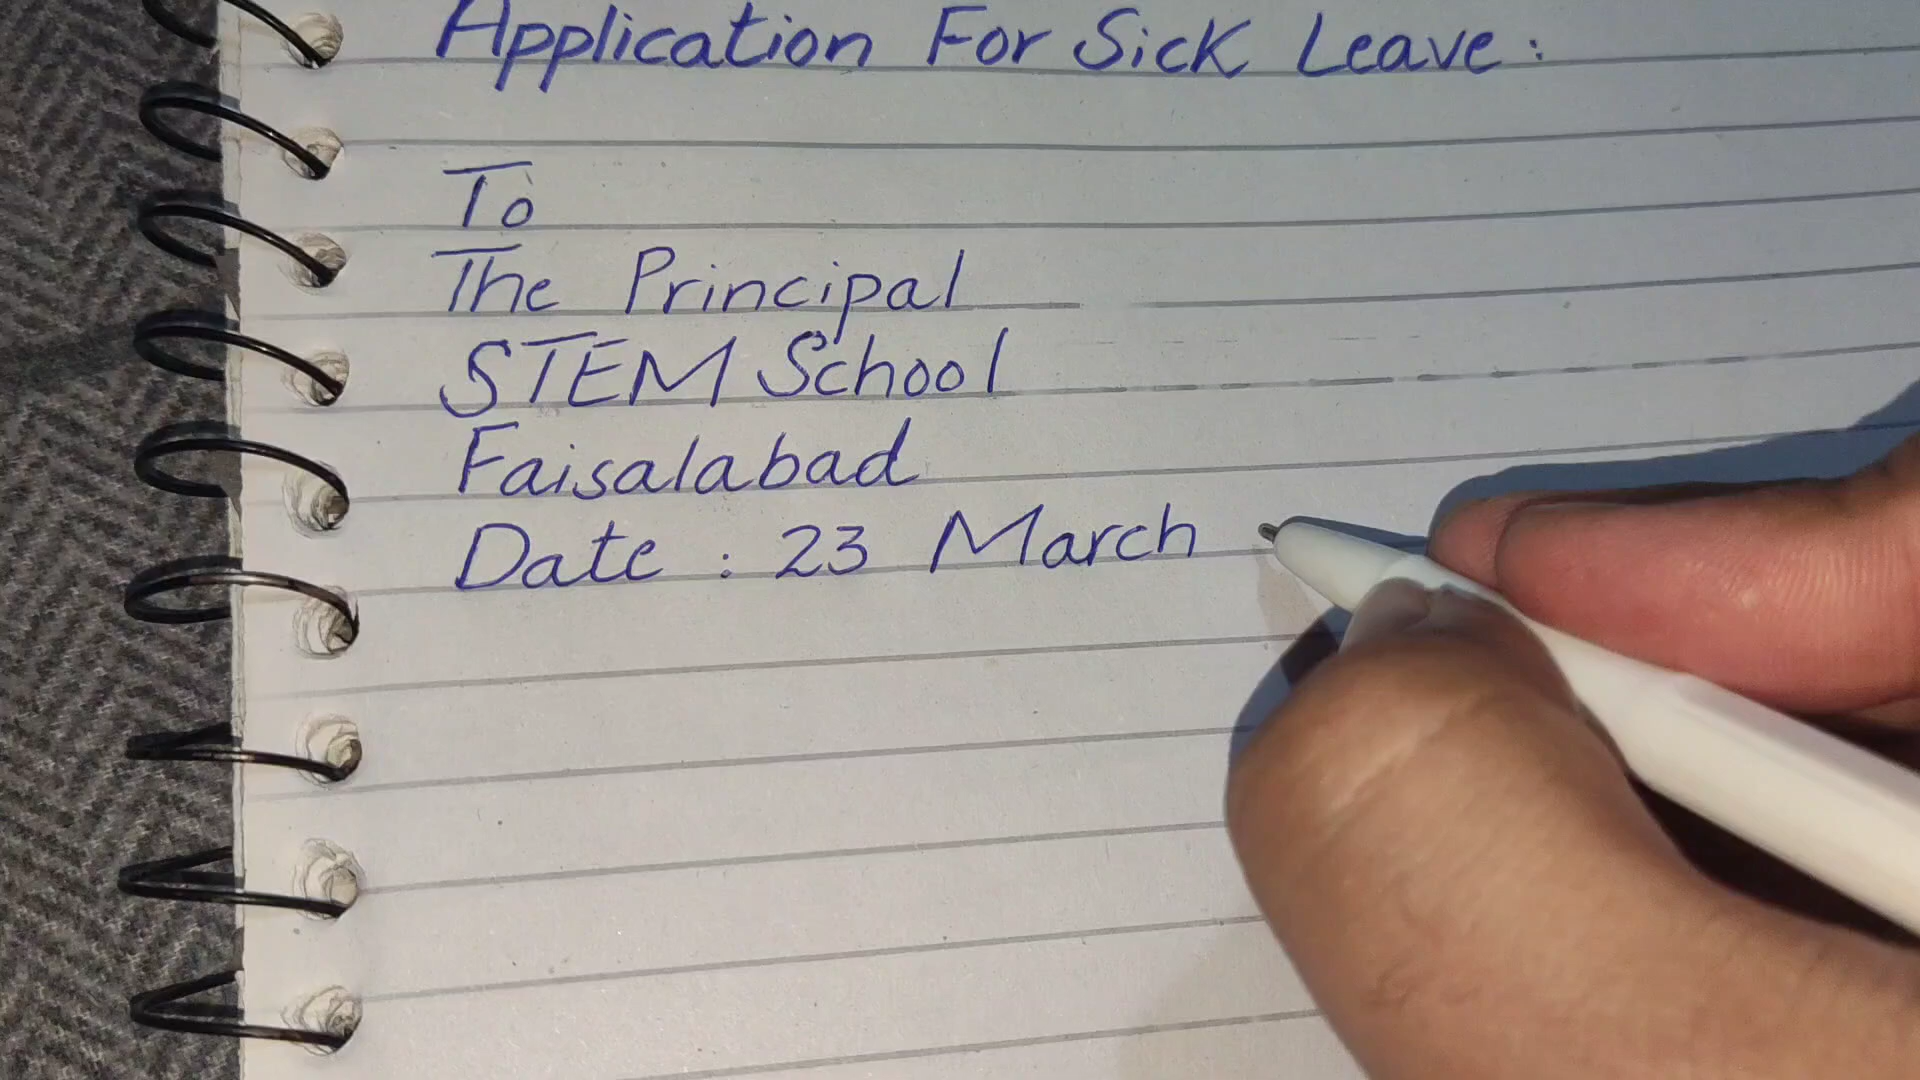 Application For Sick Leave:
To
The Principal
STEM School
Faisalabad
Date : 23 March